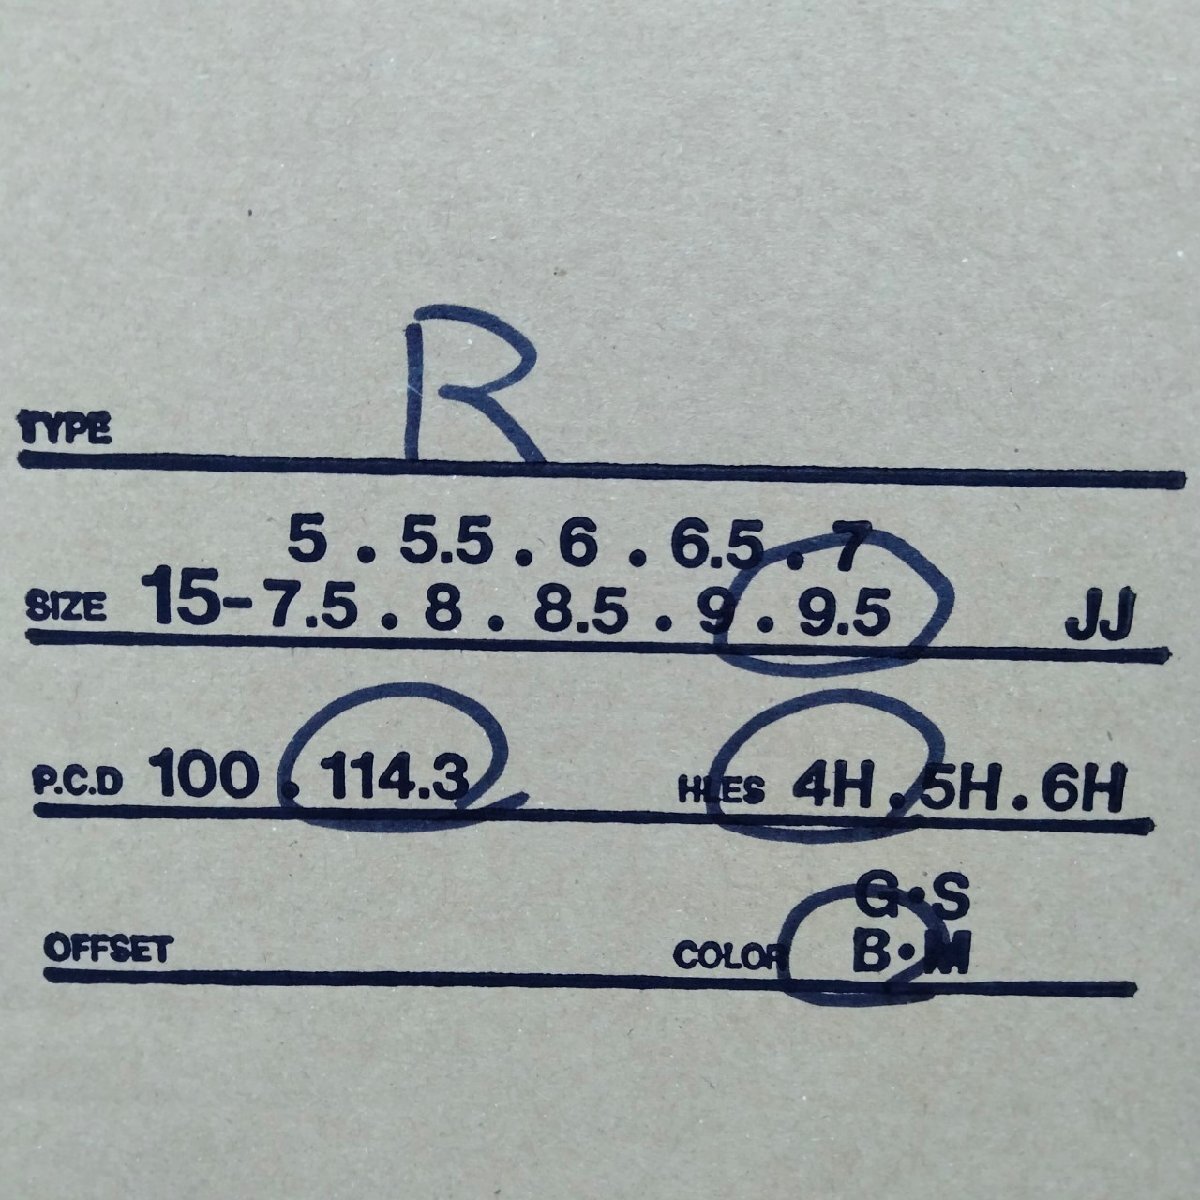 R
TYPE
5 . 5.5 . 6 . 6.5 . 7
SIZE 15-7.5 . 8 . 8.5 . 9 . 9.5 JJ
P.C.D 100 . 114.3 HLES 4H . 5H . 6H
G・S
OFFSET COLOR B・M